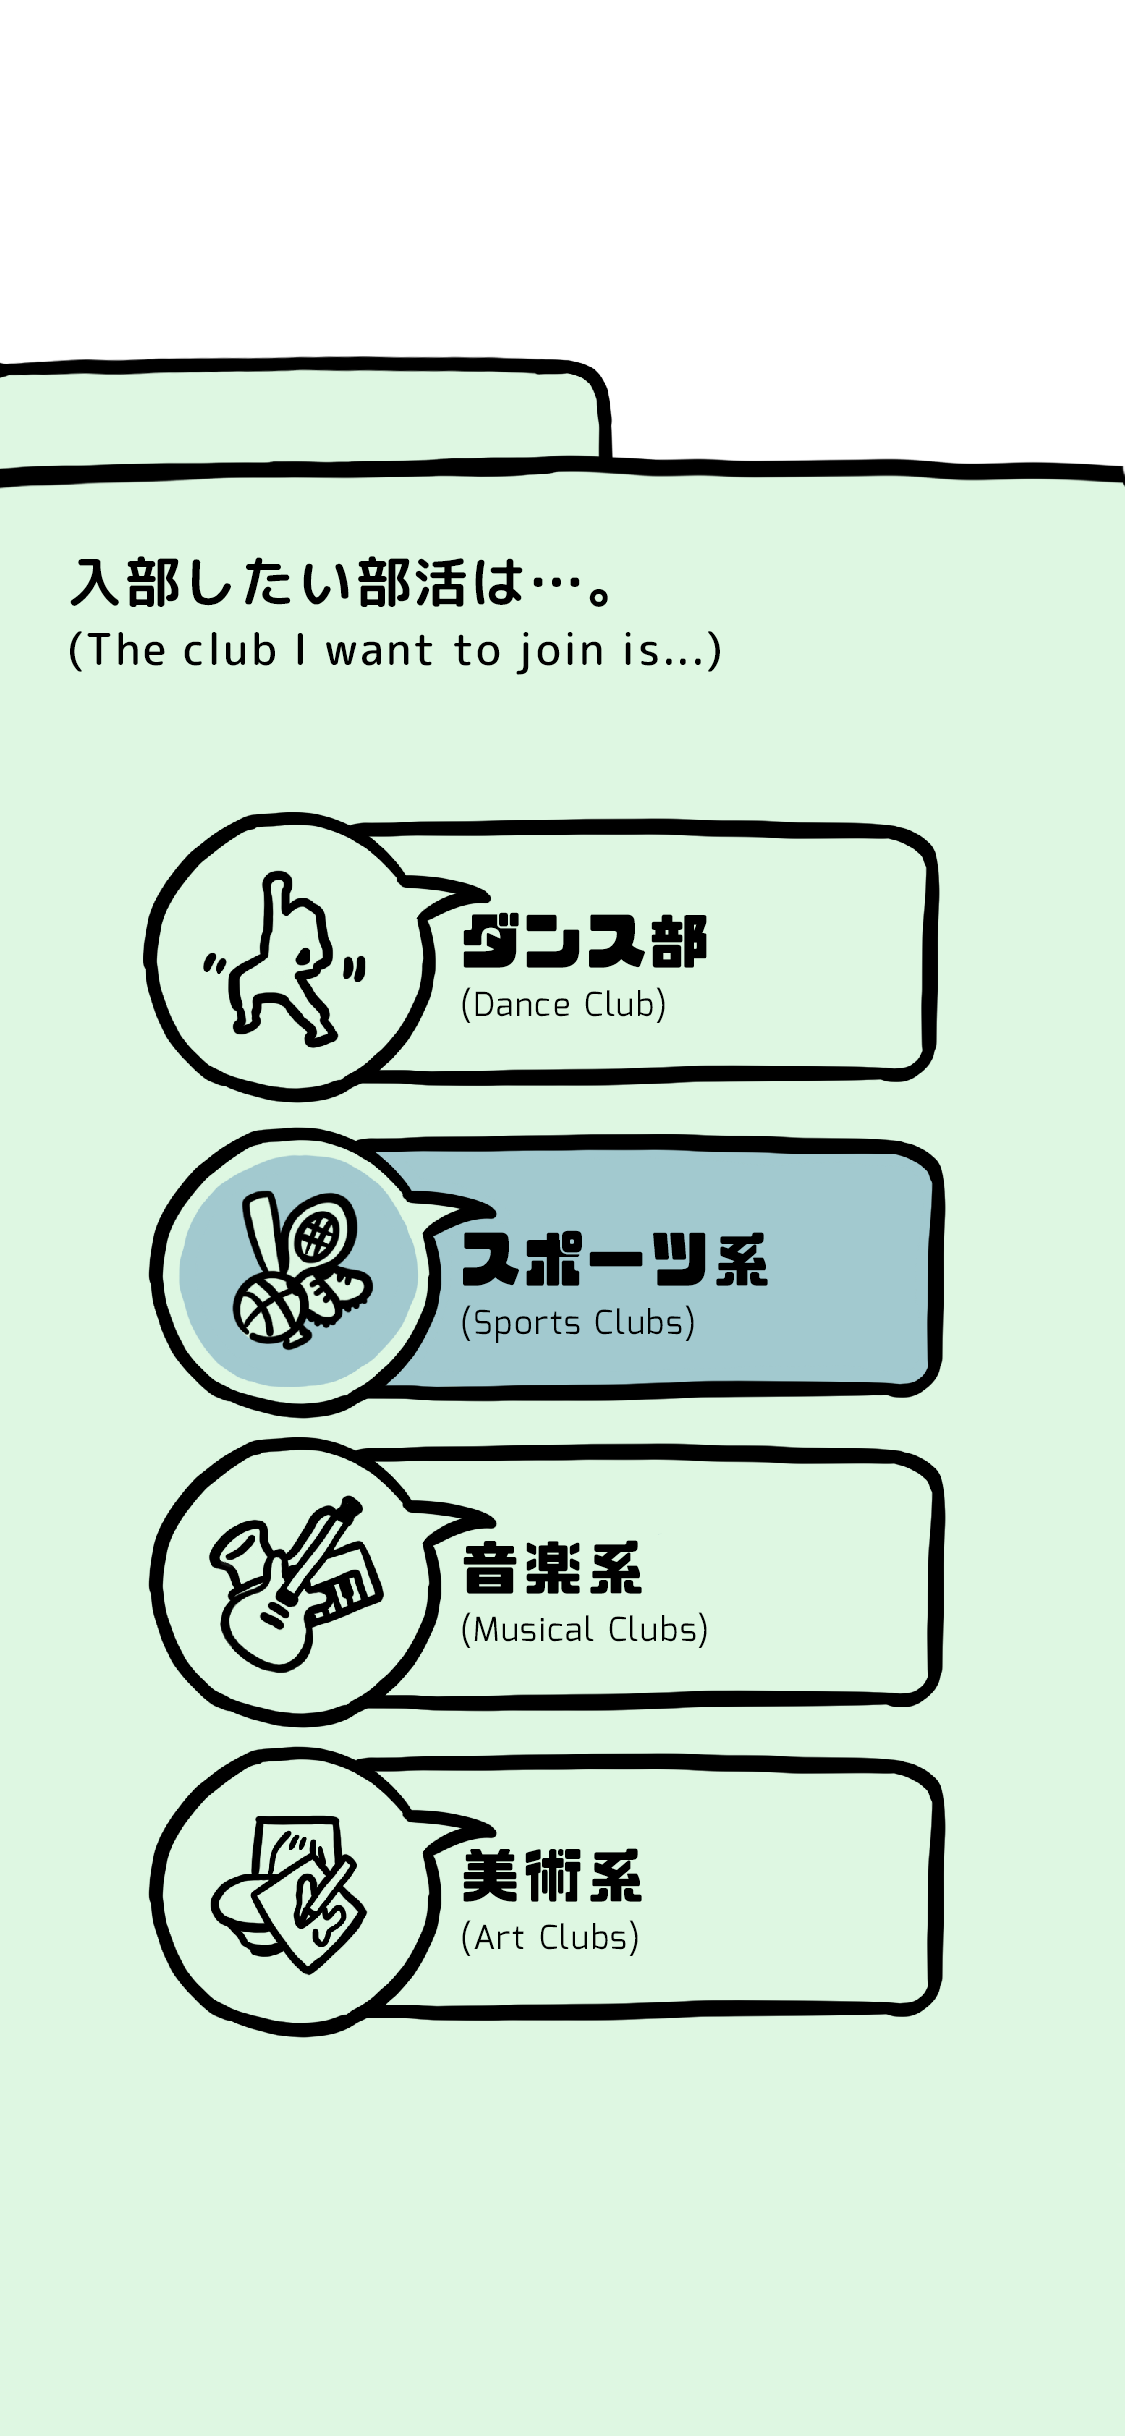 入部したい部活は…。
(The club I want to join is...)
ダンス部
(Dance Club)
スポーツ系
(Sports Clubs)
音楽系
(Musical Clubs)
美術系
(Art Clubs)